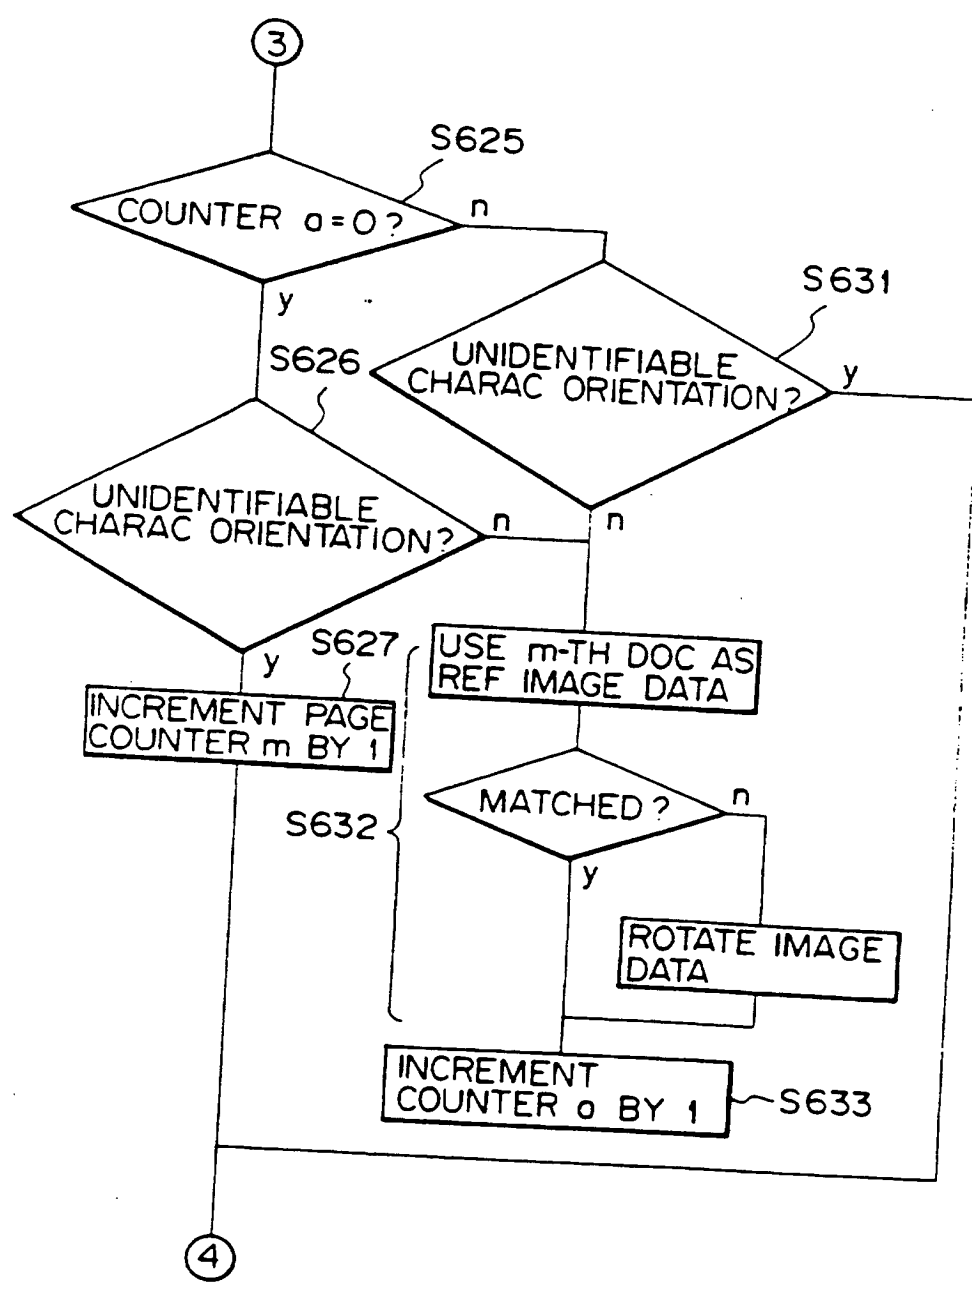 3
S625
COUNTER a=0?
n
y
S631
UNIDENTIFIABLE
CHARAC ORIENTATION?
y
n
S626
UNIDENTIFIABLE
CHARAC ORIENTATION?
n
y
S627
INCREMENT PAGE
COUNTER m BY 1
USE m-TH DOC AS
REF IMAGE DATA
S632
MATCHED?
n
y
ROTATE IMAGE
DATA
INCREMENT
COUNTER a BY 1
S633
4